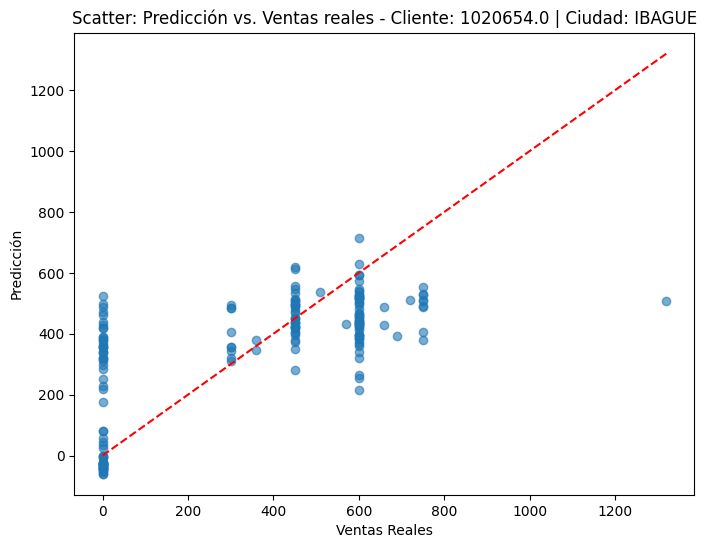 Scatter: Predicción vs. Ventas reales - Cliente: 1020654.0 | Ciudad: IBAGUE
1200
1000
800
600
400
200
0
Predicción
0 200 400 600 800 1000 1200
Ventas Reales